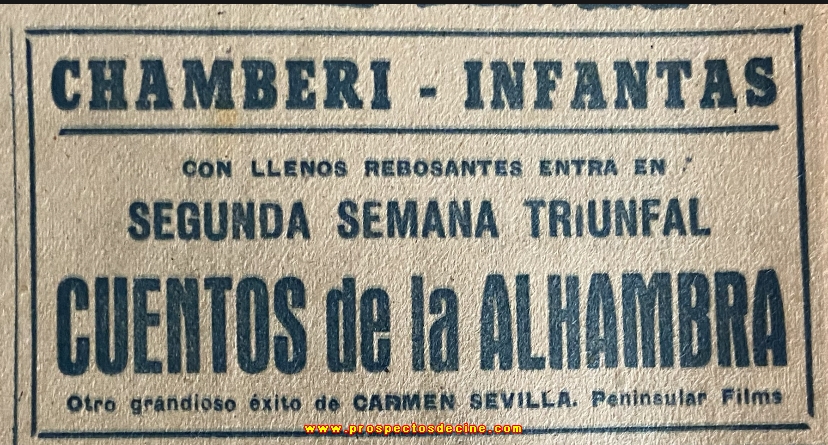 CHAMBERI - INFANTAS
CON LLENOS REBOSANTES ENTRA EN
SEGUNDA SEMANA TRIUNFAL
CUENTOS de la ALHAMBRA
Otro grandioso éxito de CARMEN SEVILLA. Peninsular Films
www.prospectosdecine.com